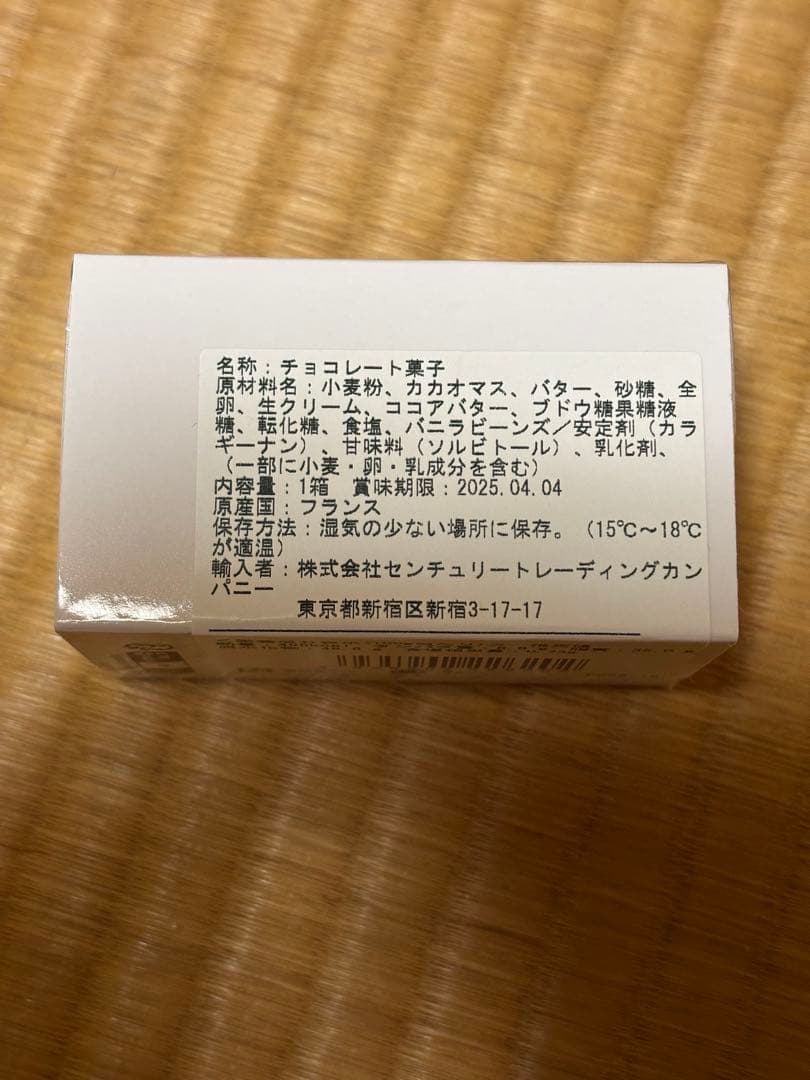 名称：チョコレート菓子
原材料名：小麦粉、カカオマス、バター、砂糖、全
卵、生クリーム、ココアバター、ブドウ糖果糖液
糖、転化糖、食塩、バニラビーンズ／安定剤（カラ
ギーナン）、甘味料（ソルビトール）、乳化剤、
（一部に小麦・卵・乳成分を含む）
内容量：1箱　賞味期限：2025.04.04
原産国：フランス
保存方法：湿気の少ない場所に保存。（15℃～18℃
が適温）
輸入者：株式会社センチュリートレーディングカン
パニー
東京都新宿区新宿3-17-17